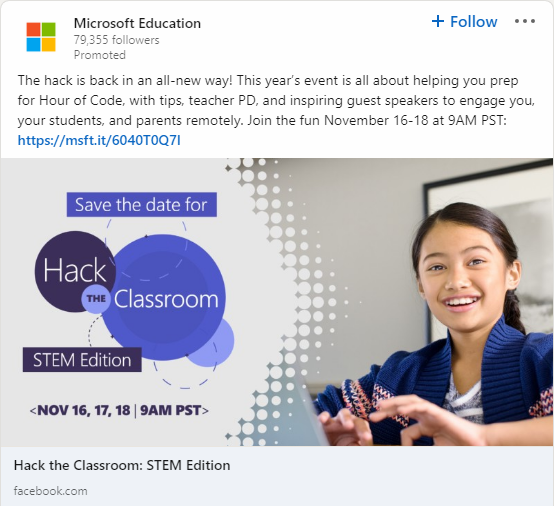 Microsoft Education
+ Follow
79,355 followers
Promoted
The hack is back in an all-new way! This year's event is all about helping you prep
for Hour of Code, with tips, teacher PD, and inspiring guest speakers to engage you,
your students, and parents remotely. Join the fun November 16-18 at 9AM PST:
https://msft.it/6040T0Q7I
Save the date for
Hack
THE
Classroom
STEM Edition
<NOV 16, 17, 18 | 9AM PST>
Hack the Classroom: STEM Edition
facebook.com